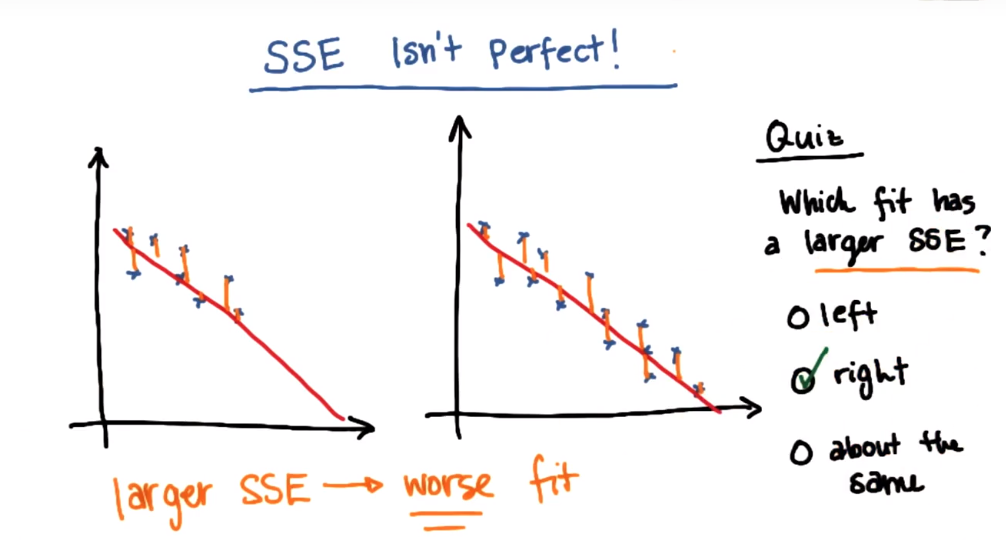 SSE Isn't perfect!
Quiz
Which fit has
a larger SSE?
left
right
about the
same
larger SSE → worse fit